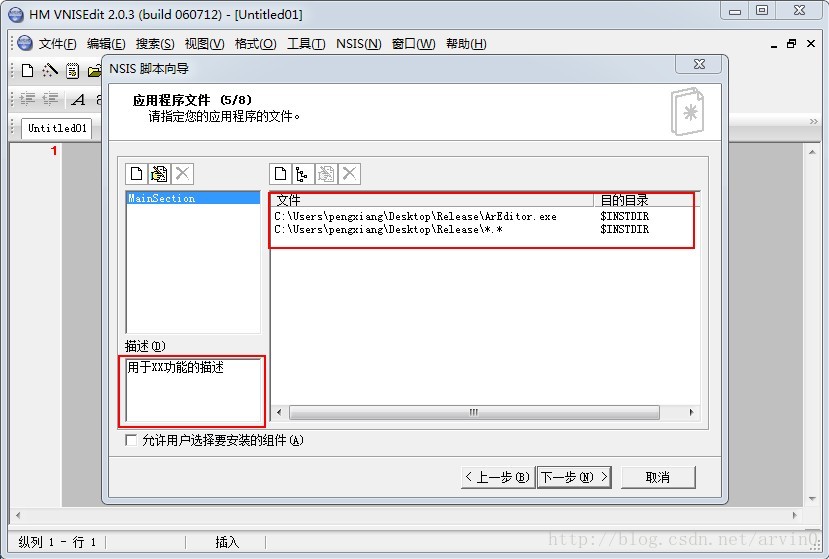 HM VNISEdit 2.0.3 (build 060712) - [Untitled01]
文件(F) 编辑(E) 搜索(S) 视图(V) 格式(O) 工具(T) NSIS(N) 窗口(W) 帮助(H)
NSIS 脚本向导
应用程序文件 (5/8)
请指定您的应用程序的文件。
Untitled01
1
MainSection
文件 目的目录
C:\Users\pengxiang\Desktop\Release\ArEditor.exe $INSTDIR
C:\Users\pengxiang\Desktop\Release\*.* $INSTDIR
描述(D)
用于XX功能的描述
允许用户选择要安装的组件(A)
< 上一步(B) 下一步(N) > 取消
纵列 1 - 行 1 插入
http://blog.csdn.net/arvin0